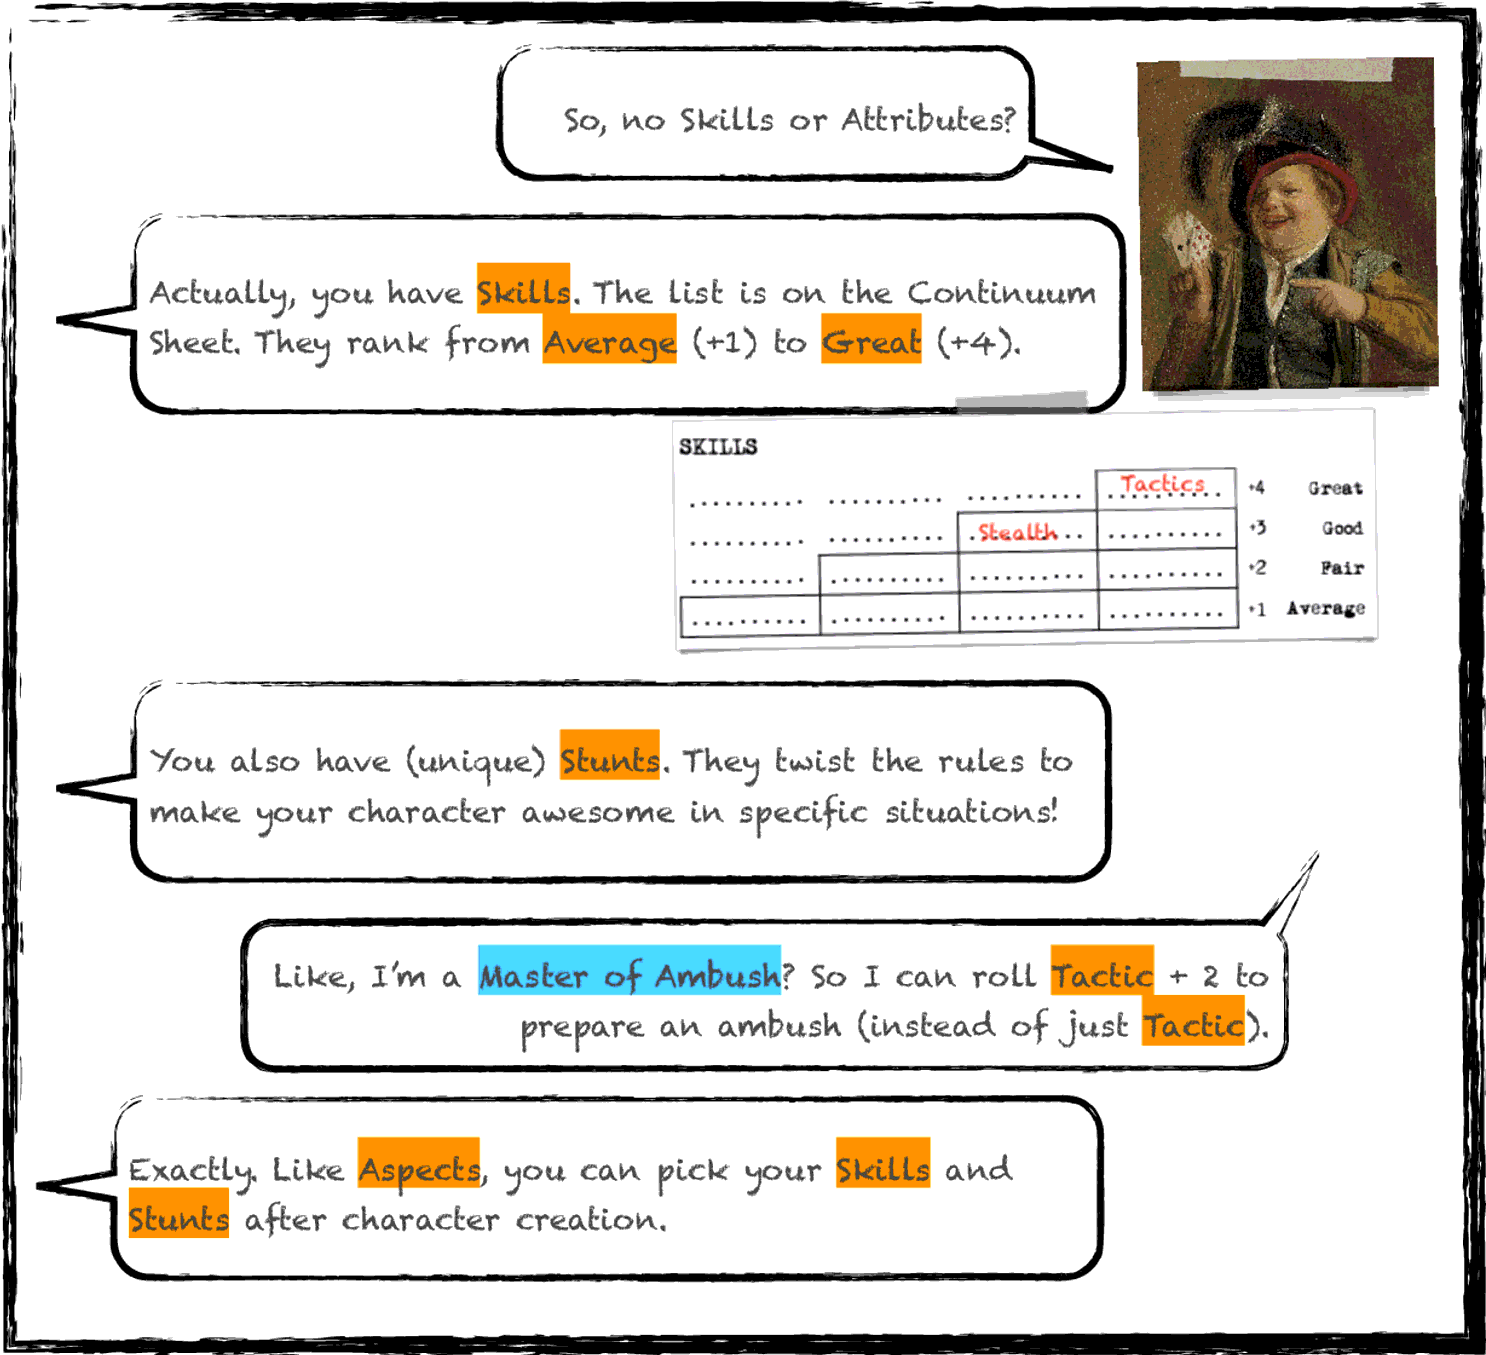 So, no Skills or Attributes?
Actually, you have Skills. The list is on the Continuum
Sheet. They rank from Average (+1) to Great (+4).
SKILLS
Tactics +4 Great
Stealth +3 Good
+2 Fair
+1 Average
You also have (unique) Stunts. They twist the rules to
make your character awesome in specific situations!
Like, I'm a Master of Ambush? So I can roll Tactic + 2 to
prepare an ambush (instead of just Tactic).
Exactly. Like Aspects, you can pick your Skills and
Stunts after character creation.